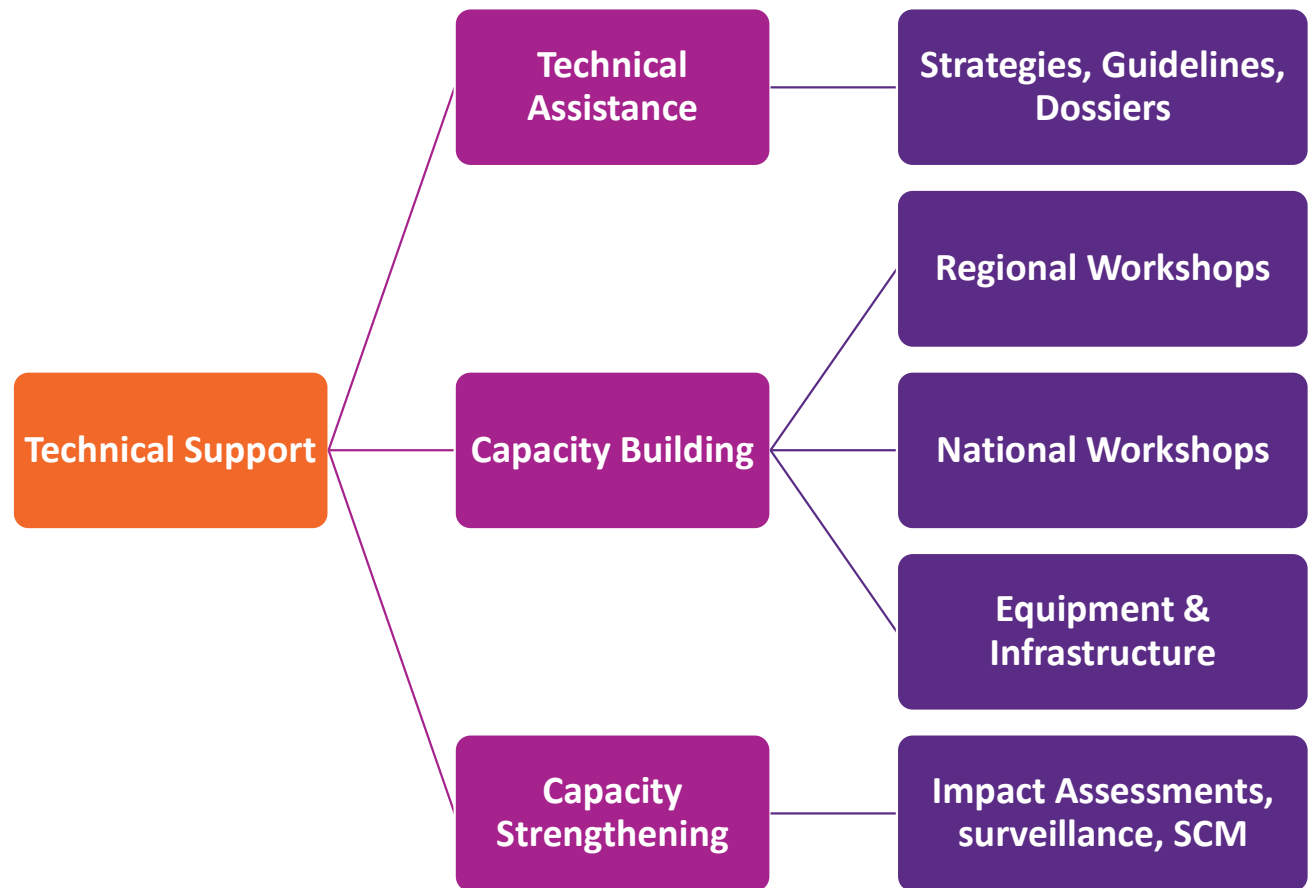 Technical
Assistance
Strategies, Guidelines,
Dossiers
Regional Workshops
Technical Support
Capacity Building
National Workshops
Equipment &
Infrastructure
Capacity
Strengthening
Impact Assessments,
surveillance, SCM